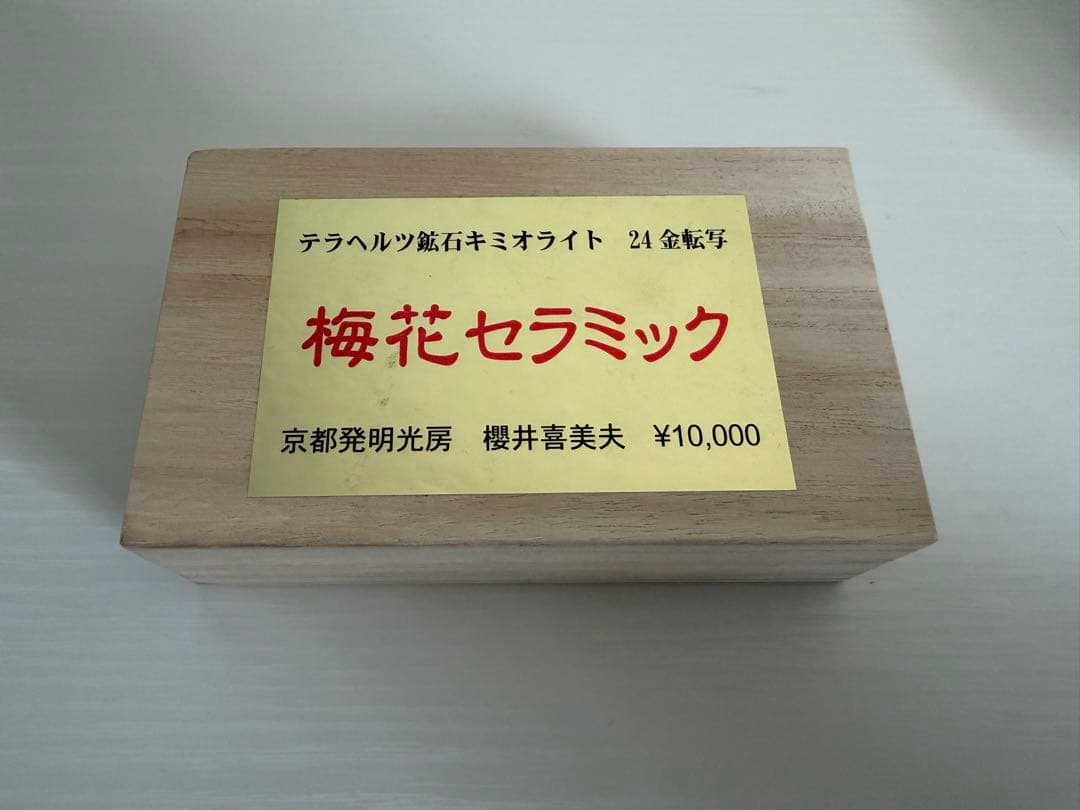 テラヘルツ鉱石キミオライト 24金転写
梅花セラミック
京都発明光房 櫻井喜美夫 ¥10,000